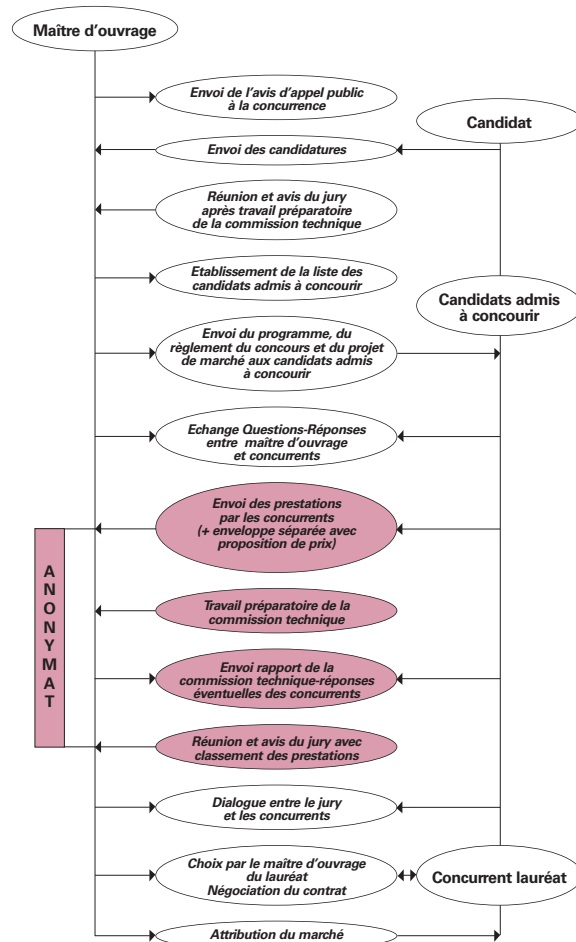 Maître d'ouvrage
Envoi de l'avis d'appel public
à la concurrence
Candidat
Envoi des candidatures
Réunion et avis du jury
après travail préparatoire
de la commission technique
Etablissement de la liste des
candidats admis à concourir
Candidats admis
à concourir
Envoi du programme, du
règlement du concours et du projet
de marché aux candidats admis
à concourir
Echange Questions-Réponses
entre maître d'ouvrage
et concurrents
Envoi des prestations
par les concurrents
(+ enveloppe séparée avec
proposition de prix)
ANONYMAT
Travail préparatoire de la
commission technique
Envoi rapport de la
commission technique-réponses
éventuelles des concurrents
Réunion et avis du jury avec
classement des prestations
Dialogue entre le jury
et les concurrents
Choix par le maître d'ouvrage
du lauréat
Négociation du contrat
Concurrent lauréat
Attribution du marché